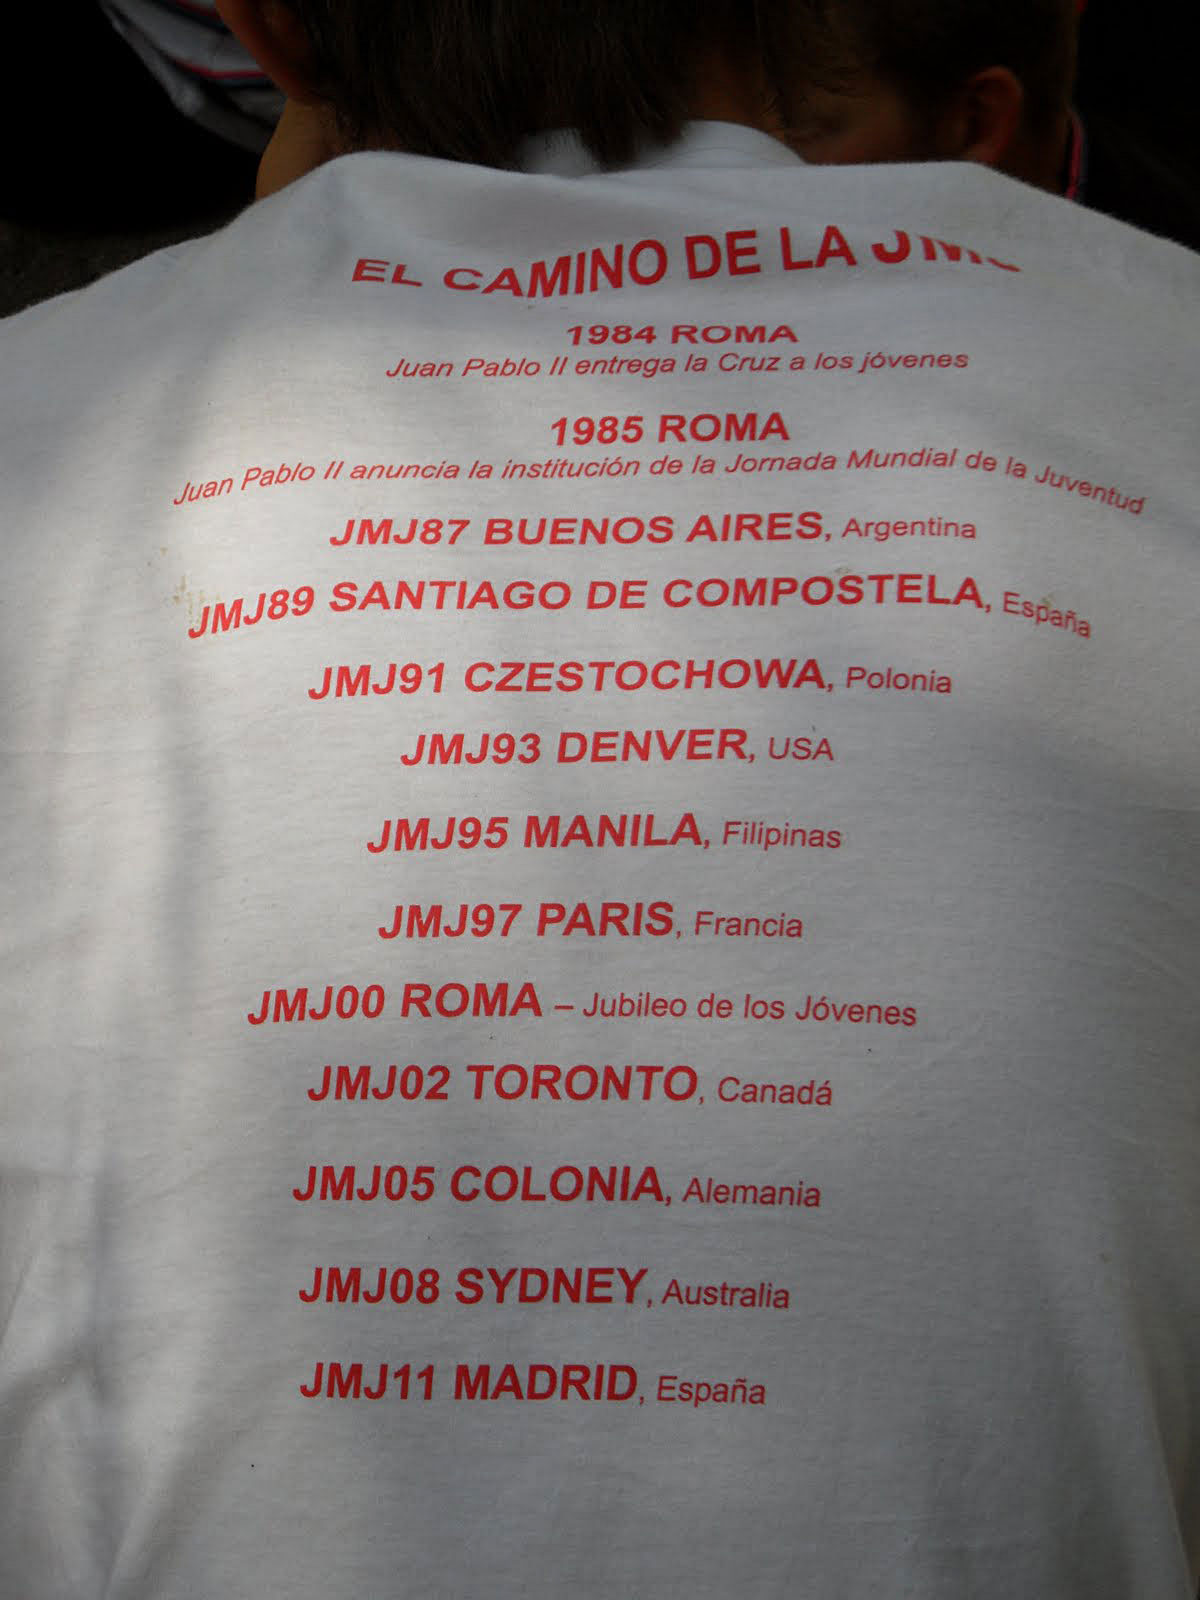 EL CAMINO DE LA JMJ
1984 ROMA
Juan Pablo II entrega la Cruz a los jóvenes
1985 ROMA
Juan Pablo II anuncia la institución de la Jornada Mundial de la Juventud
JMJ87 BUENOS AIRES, Argentina
JMJ89 SANTIAGO DE COMPOSTELA, España
JMJ91 CZESTOCHOWA, Polonia
JMJ93 DENVER, USA
JMJ95 MANILA, Filipinas
JMJ97 PARIS, Francia
JMJ00 ROMA – Jubileo de los Jóvenes
JMJ02 TORONTO, Canadá
JMJ05 COLONIA, Alemania
JMJ08 SYDNEY, Australia
JMJ11 MADRID, España